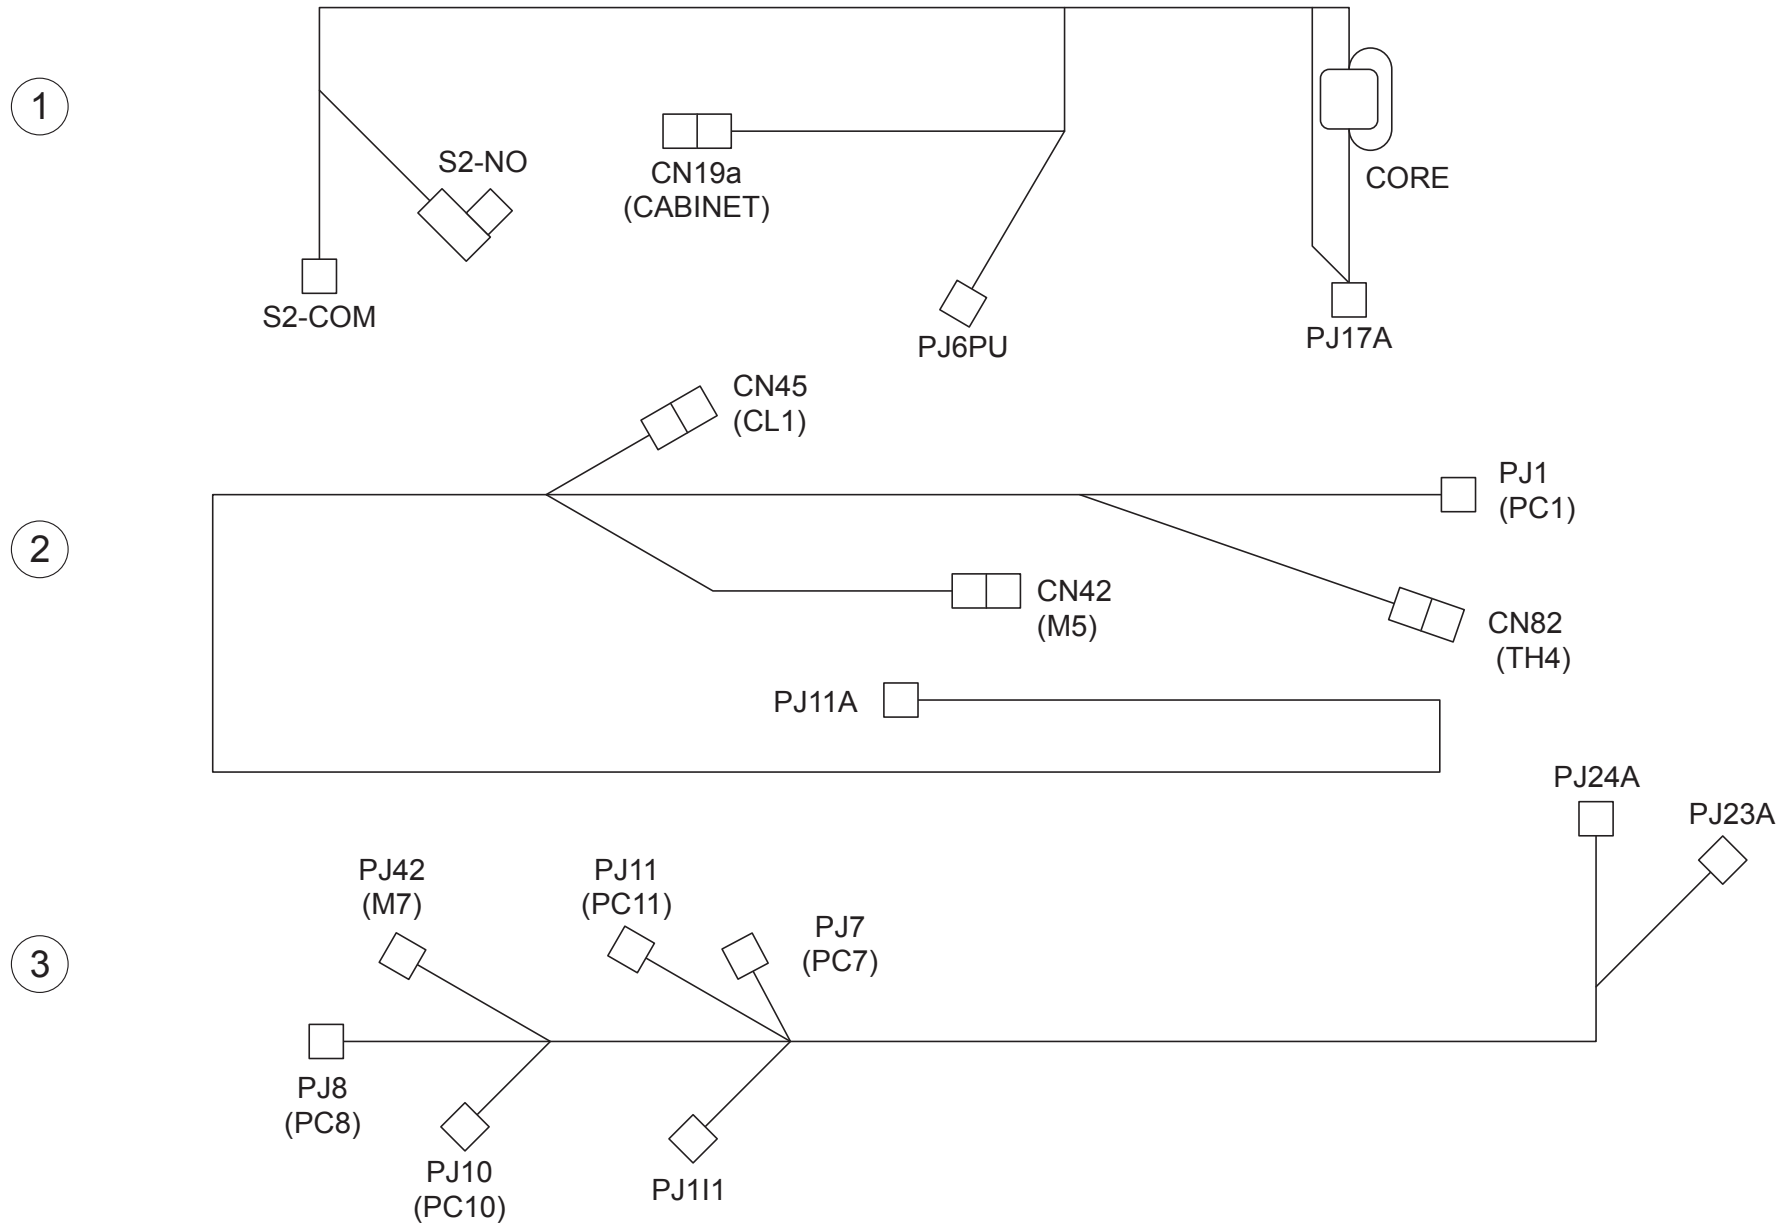 1
S2-NO
CN19a
(CABINET)
CORE
S2-COM
PJ6PU
PJ17A
2
CN45
(CL1)
PJ1
(PC1)
CN42
(M5)
CN82
(TH4)
PJ11A
3
PJ24A
PJ23A
PJ42
(M7)
PJ11
(PC11)
PJ7
(PC7)
PJ8
(PC8)
PJ10
(PC10)
PJ1I1